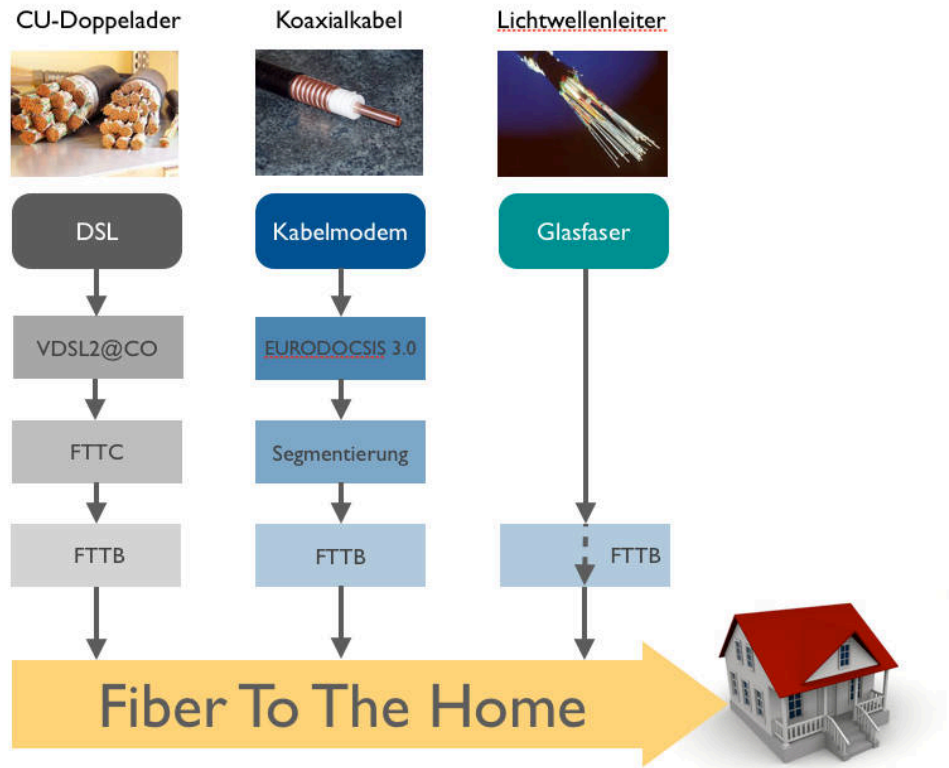 CU-Doppelader
Koaxialkabel
Lichtwellenleiter
DSL
Kabelmodem
Glasfaser
VDSL2@CO
EURODOCSIS 3.0
FTTC
Segmentierung
FTTB
FTTB
FTTB
Fiber To The Home